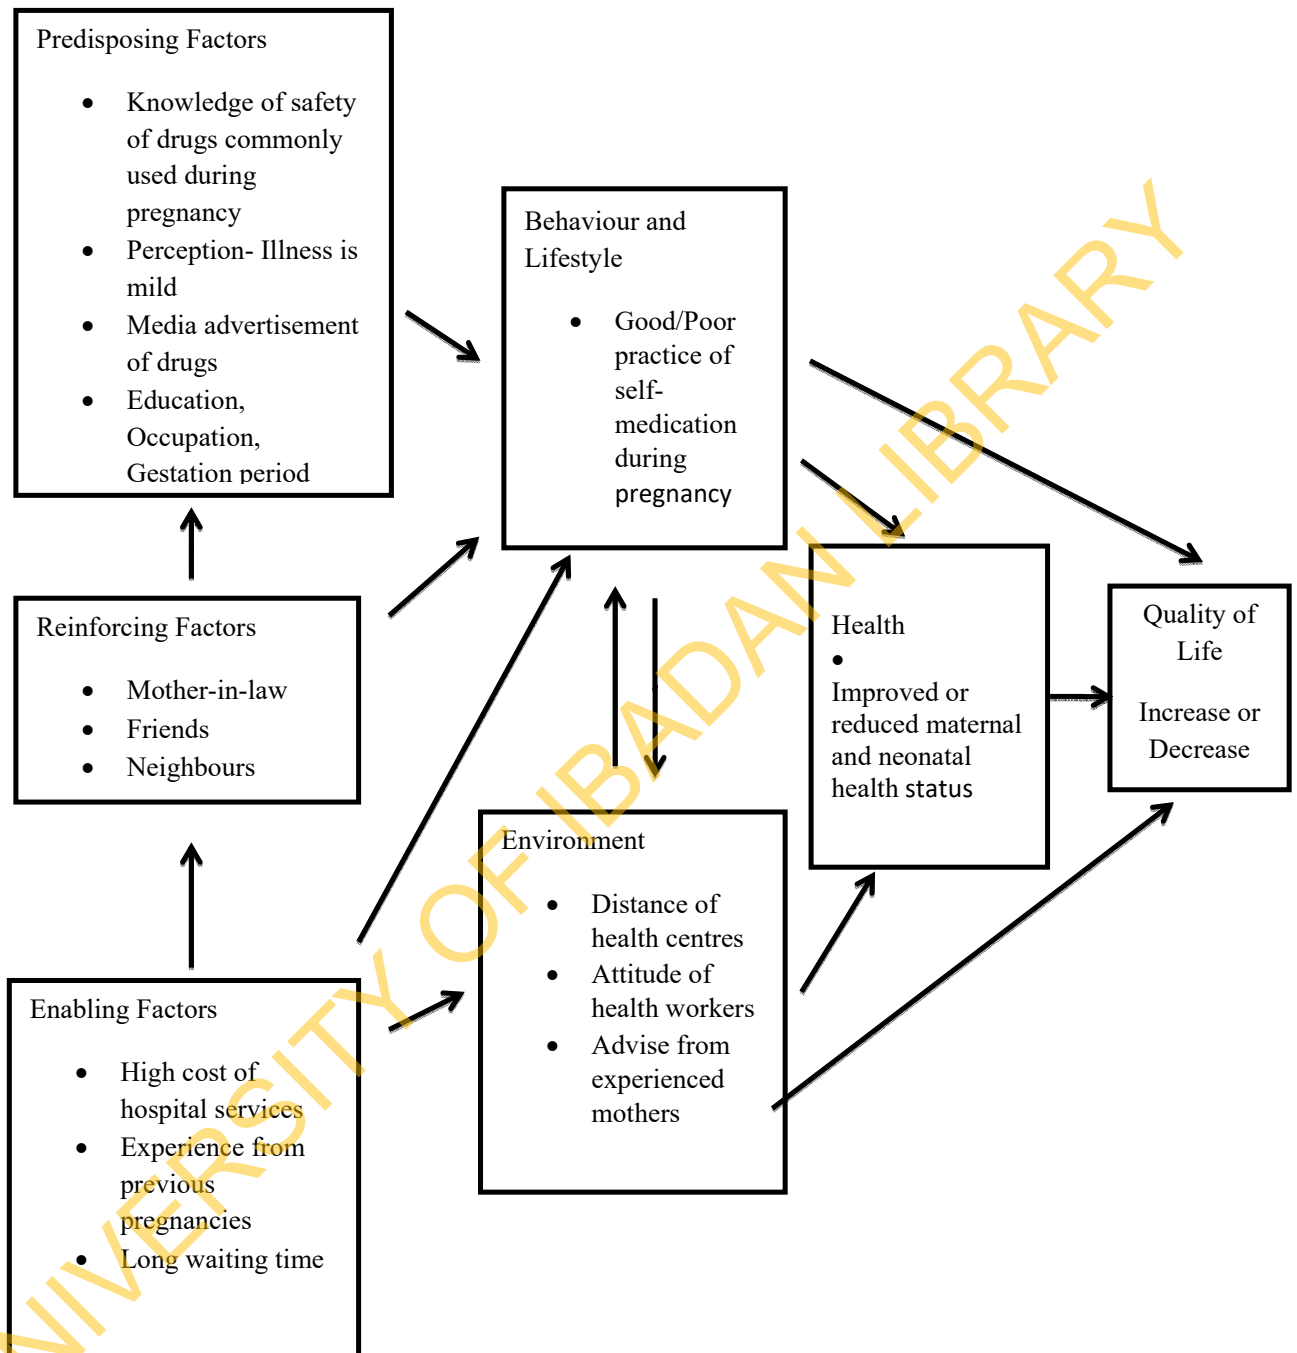 Predisposing Factors
• Knowledge of safety
of drugs commonly
used during
pregnancy
• Perception- Illness is
mild
• Media advertisement
of drugs
• Education,
Occupation,
Gestation period
Reinforcing Factors
• Mother-in-law
• Friends
• Neighbours
Enabling Factors
• High cost of
hospital services
• Experience from
previous
pregnancies
• Long waiting time
Behaviour and
Lifestyle
• Good/Poor
practice of
self-
medication
during
pregnancy
Environment
• Distance of
health centres
• Attitude of
health workers
• Advise from
experienced
mothers
Health
•
Improved or
reduced maternal
and neonatal
health status
Quality of
Life
Increase or
Decrease
NIVERSITY OF IBADAN LIBRARY